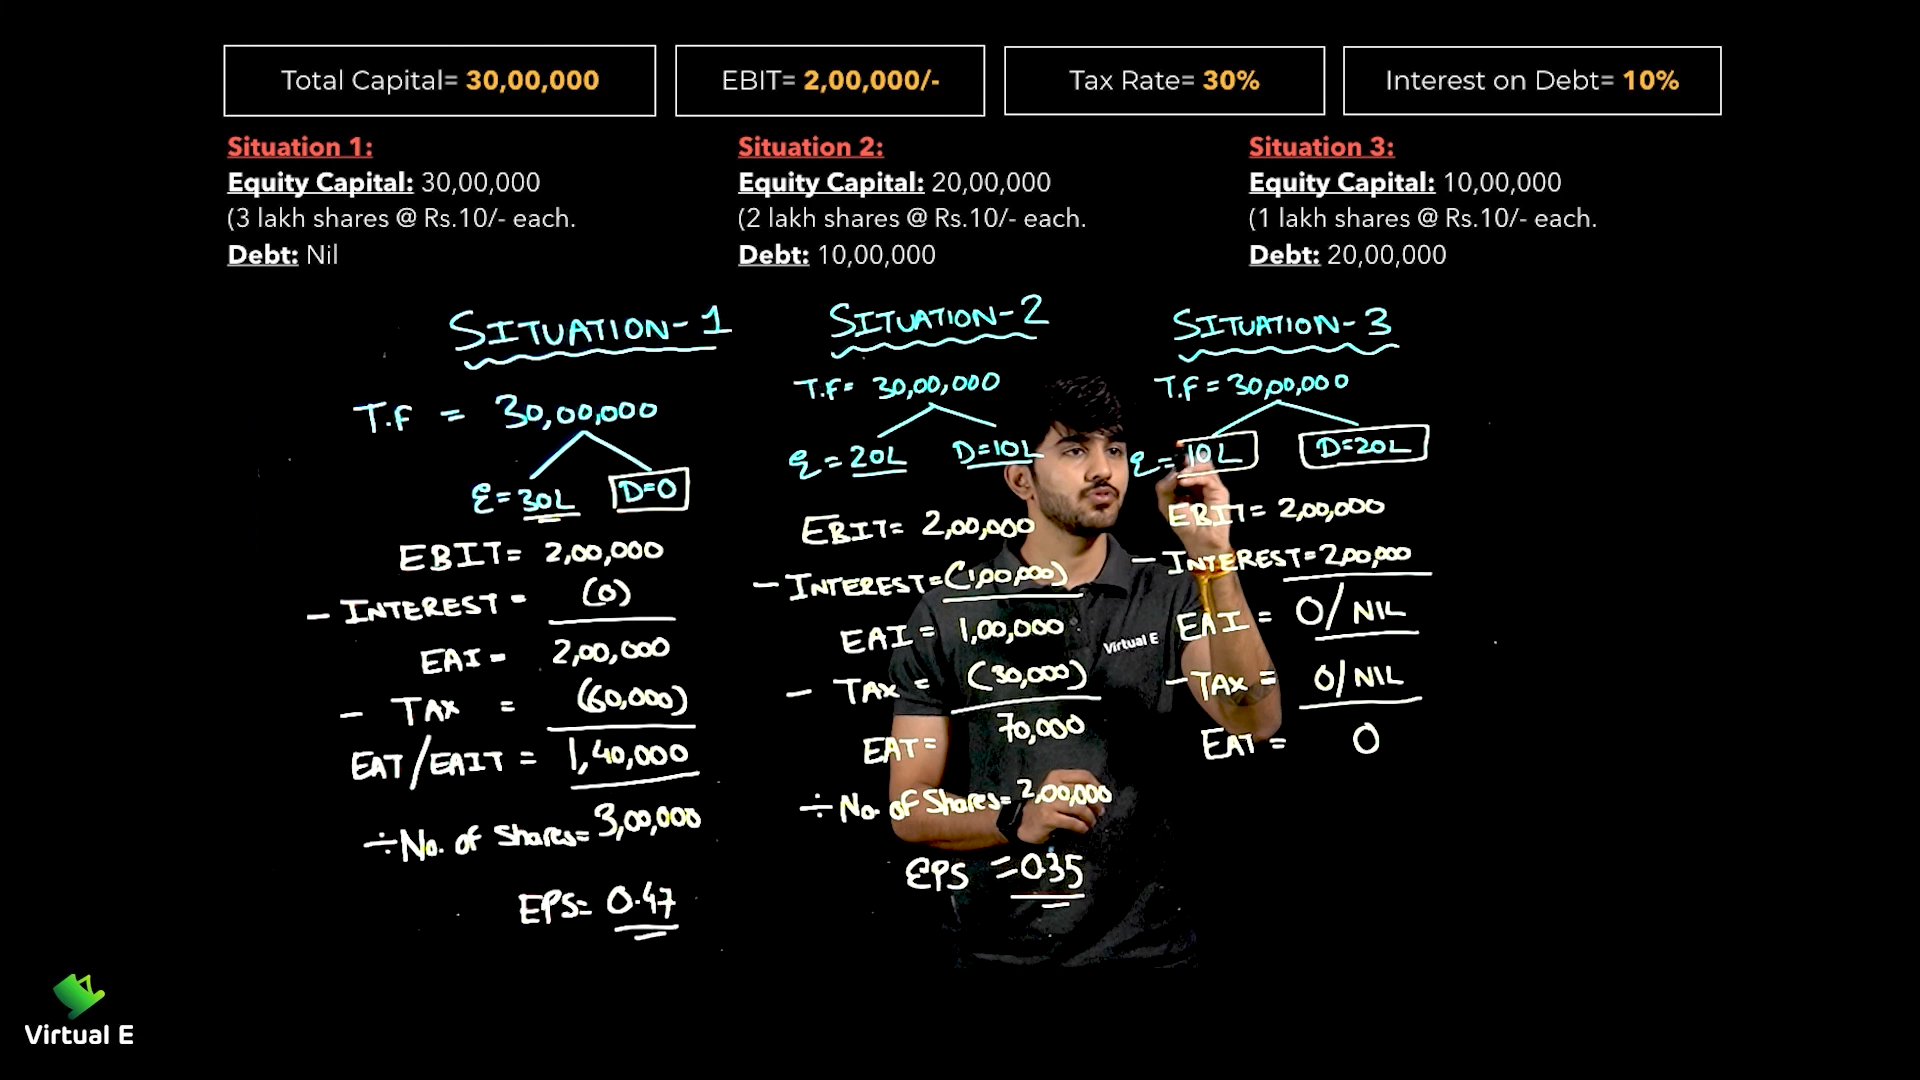 Total Capital= 30,00,000
EBIT= 2,00,000/-
Tax Rate= 30%
Interest on Debt= 10%
Situation 1:
Equity Capital: 30,00,000
(3 lakh shares @ Rs.10/- each.
Debt: Nil
Situation 2:
Equity Capital: 20,00,000
(2 lakh shares @ Rs.10/- each.
Debt: 10,00,000
Situation 3:
Equity Capital: 10,00,000
(1 lakh shares @ Rs.10/- each.
Debt: 20,00,000
SITUATION-1
T.F = 30,00,000
E=30L D=0
EBIT= 2,00,000
- INTEREST = (0)
EAI = 2,00,000
- TAX = (60,000)
EAT/EAIT = 1,40,000
÷No. of Shares= 3,00,000
EPS= 0.47
SITUATION-2
T.F= 30,00,000
E=20L D=10L
EBIT= 2,00,000
- INTEREST=(1,00,000)
EAI = 1,00,000
- TAX = (30,000)
EAT= 70,000
÷No. of Shares= 2,00,000
EPS =0.35
SITUATION-3
T.F = 30,00,000
E=10L D=20L
EBIT= 2,00,000
- INTEREST=2,00,000
EAI = 0/NIL
-TAX = 0/NIL
EAT = 0
Virtual E
Virtual E